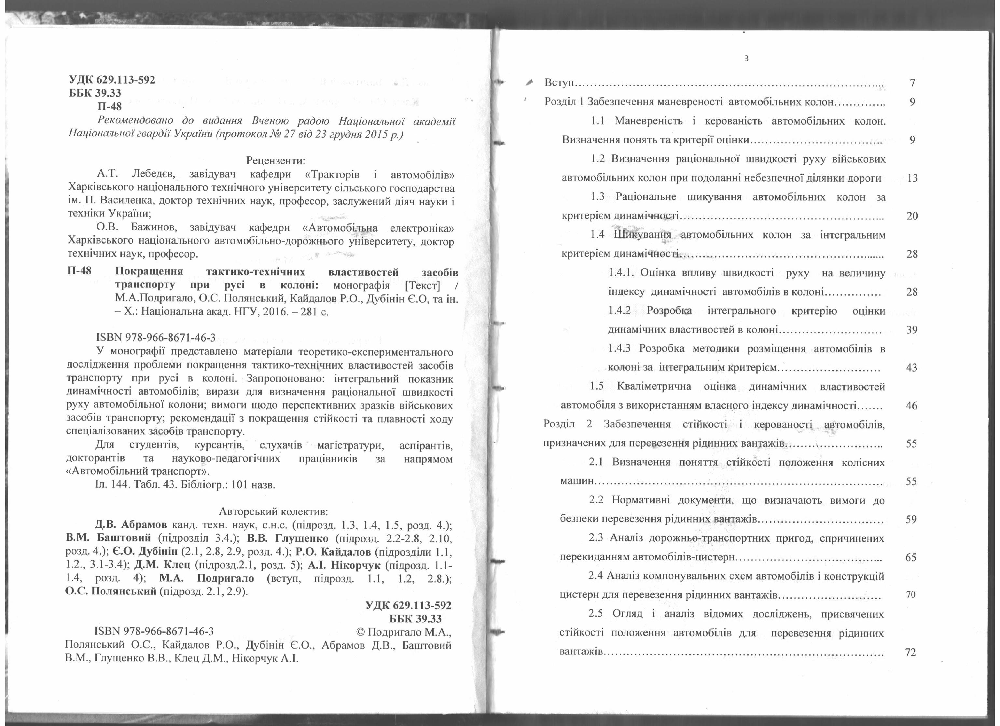 УДК 629.113-592
ББК 39.33
П-48
Рекомендовано до видання Вченою радою Національної академії
Національної гвардії України (протокол № 27 від 23 грудня 2015 р.)
Рецензенти:
А.Т. Лебедєв, завідувач кафедри «Тракторів і автомобілів»
Харківського національного технічного університету сільського господарства
ім. П. Василенка, доктор технічних наук, професор, заслужений діяч науки і
техніки України;
О.В. Бажинов, завідувач кафедри «Автомобільна електроніка»
Харківського національного автомобільно-дорожнього університету, доктор
технічних наук, професор.
П-48 Покращення тактико-технічних властивостей засобів
транспорту при русі в колоні: монографія [Текст] /
М.А.Подригало, О.С. Полянський, Кайдалов Р.О., Дубінін Є.О, та ін.
– Х.: Національна акад. НГУ, 2016. – 281 с.
ISBN 978-966-8671-46-3
У монографії представлено матеріали теоретико-експериментального
дослідження проблеми покращення тактико-технічних властивостей засобів
транспорту при русі в колоні. Запропоновано: інтегральний показник
динамічності автомобілів; вирази для визначення раціональної швидкості
руху автомобільної колони; вимоги щодо перспективних зразків військових
засобів транспорту; рекомендації з покращення стійкості та плавності ходу
спеціалізованих засобів транспорту.
Для студентів, курсантів, слухачів магістратури, аспірантів,
докторантів та науково-педагогічних працівників за напрямом
«Автомобільний транспорт».
Іл. 144. Табл. 43. Бібліогр.: 101 назв.
Авторський колектив:
Д.В. Абрамов канд. техн. наук, с.н.с. (підрозд. 1.3, 1.4, 1.5, розд. 4.);
В.М. Баштовий (підрозділ 3.4.); В.В. Глущенко (підрозд. 2.2-2.8, 2.10,
розд. 4.); Є.О. Дубінін (2.1, 2.8, 2.9, розд. 4.); Р.О. Кайдалов (підрозділи 1.1,
1.2., 3.1-3.4); Д.М. Клец (підрозд.2.1, розд. 5); А.І. Нікорчук (підрозд. 1.1-
1.4, розд. 4); М.А. Подригало (вступ, підрозд. 1.1, 1.2, 2.8.);
О.С. Полянський (підрозд. 2.1, 2.9).
УДК 629.113-592
ББК 39.33
ISBN 978-966-8671-46-3 © Подригало М.А.,
Полянський О.С., Кайдалов Р.О., Дубінін Є.О., Абрамов Д.В., Баштовий
В.М., Глущенко В.В., Клец Д.М., Нікорчук А.І.
3
Вступ........................................................ 7
Розділ 1 Забезпечення маневреності автомобільних колон.............. 9
1.1 Маневреність і керованість автомобільних колон.
Визначення понять та критерії оцінки................................. 9
1.2 Визначення раціональної швидкості руху військових
автомобільних колон при подоланні небезпечної ділянки дороги 13
1.3 Раціональне шикування автомобільних колон за
критерієм динамічності.................................................. 20
1.4 Шикування автомобільних колон за інтегральним
критерієм динамічності.................................................. 28
1.4.1. Оцінка впливу швидкості руху на величину
індексу динамічності автомобілів в колоні............... 28
1.4.2 Розробка інтегрального критерію оцінки
динамічних властивостей в колоні........................... 39
1.4.3 Розробка методики розміщення автомобілів в
колоні за інтегральним критерієм........................... 43
1.5 Кваліметрична оцінка динамічних властивостей
автомобіля з використанням власного індексу динамічності....... 46
Розділ 2 Забезпечення стійкості і керованості автомобілів,
призначених для перевезення рідинних вантажів......................... 55
2.1 Визначення поняття стійкості положення колісних
машин........................................................................ 55
2.2 Нормативні документи, що визначають вимоги до
безпеки перевезення рідинних вантажів................................ 59
2.3 Аналіз дорожньо-транспортних пригод, спричинених
перекиданням автомобілів-цистерн..................................... 65
2.4 Аналіз компонувальних схем автомобілів і конструкцій
цистерн для перевезення рідинних вантажів.......................... 70
2.5 Огляд і аналіз відомих досліджень, присвячених
стійкості положення автомобілів для перевезення рідинних
вантажів...................................................................... 72